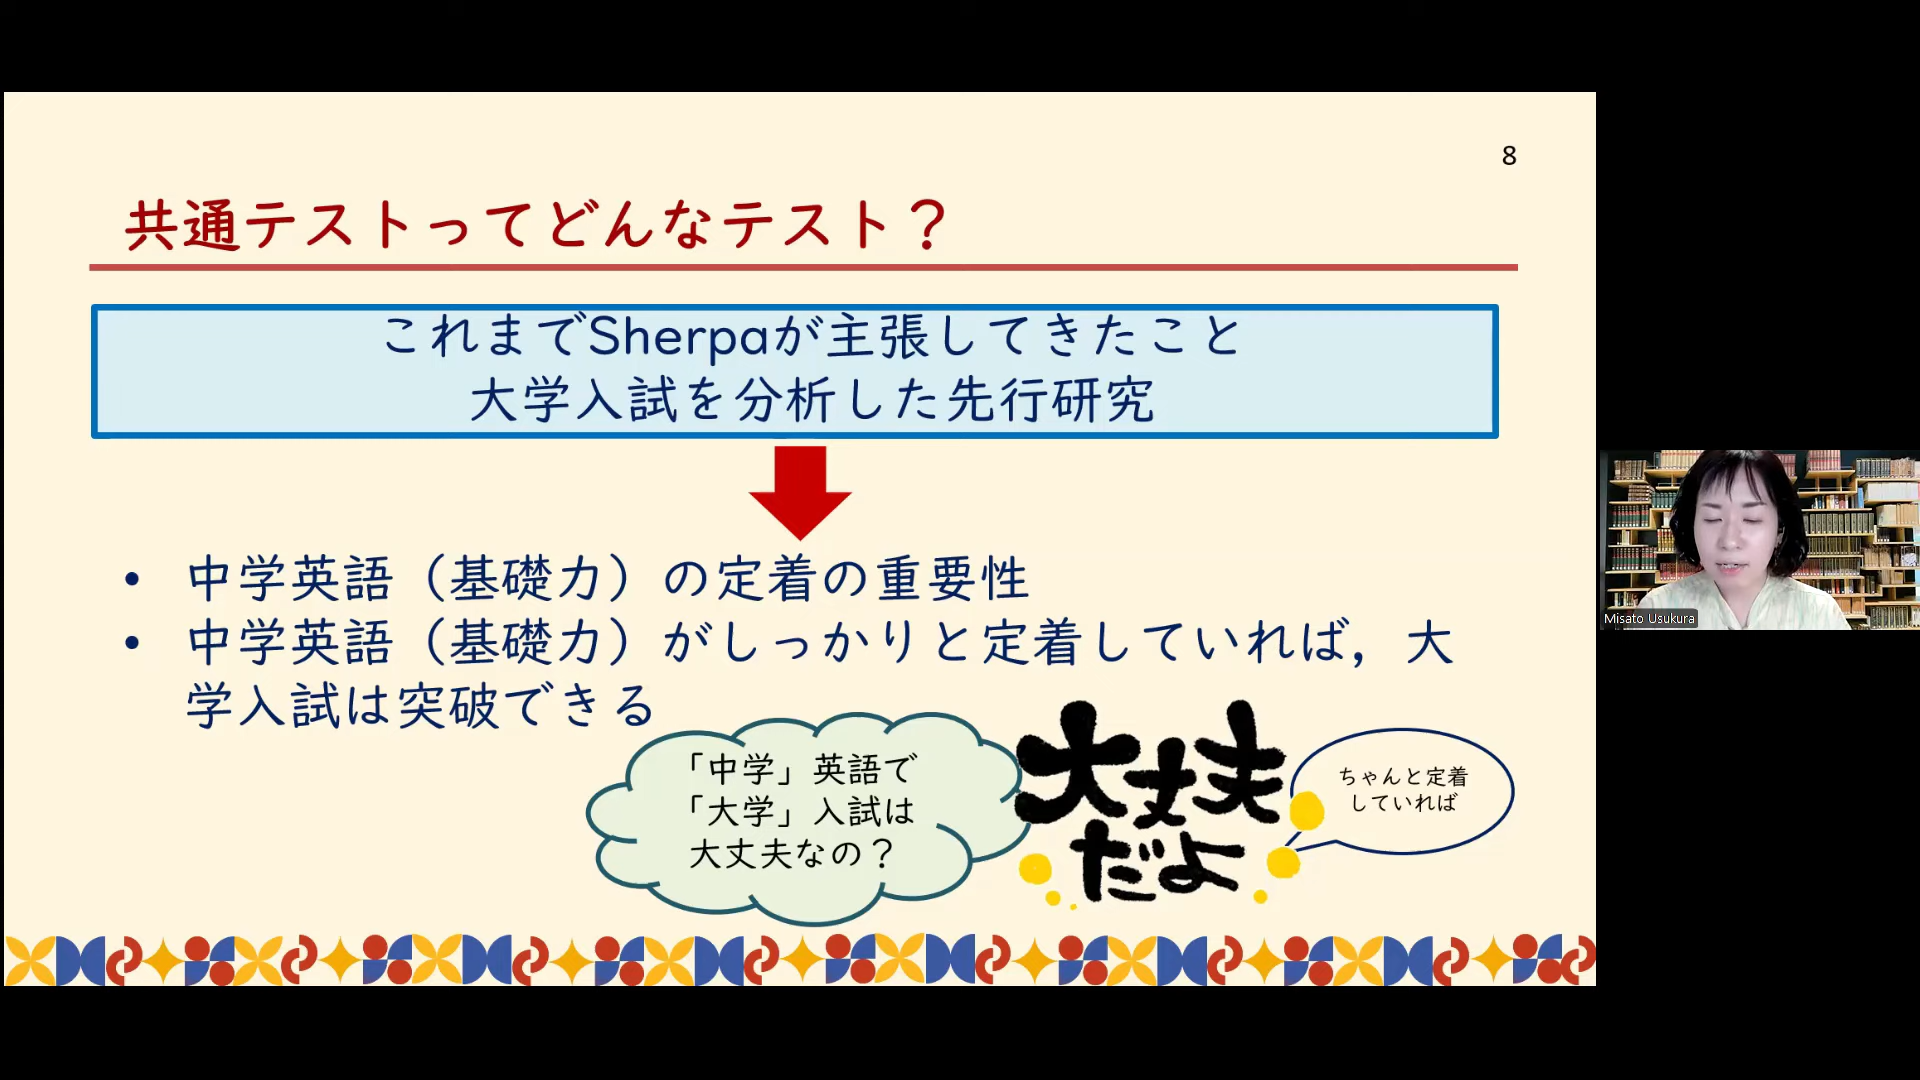 8
共通テストってどんなテスト？
これまでSherpaが主張してきたこと
大学入試を分析した先行研究
• 中学英語（基礎力）の定着の重要性
• 中学英語（基礎力）がしっかりと定着していれば，大
学入試は突破できる
「中学」英語で
「大学」入試は
大丈夫なの？
大丈夫
だよ
ちゃんと定着
していれば
Misato Usukura